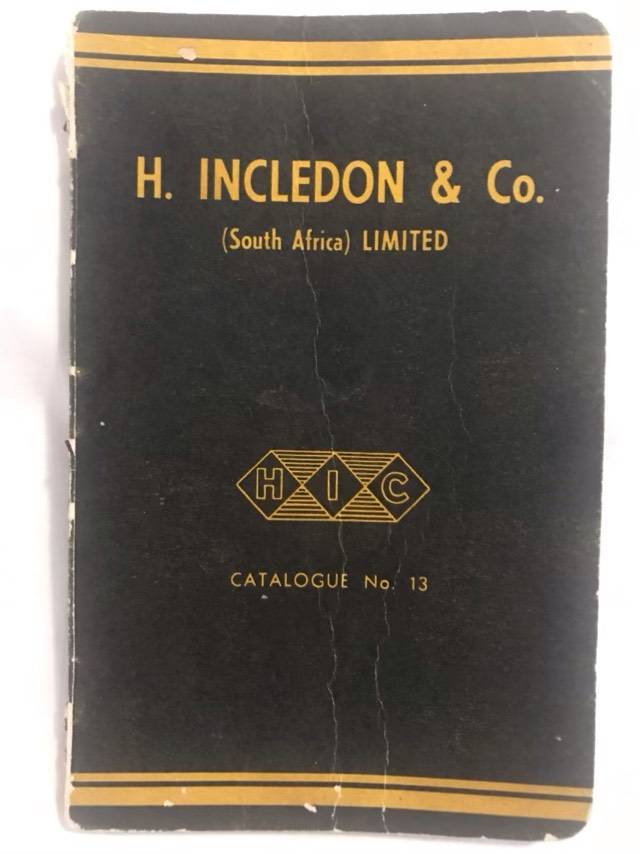 H. INCLEDON & Co.
(South Africa) LIMITED
H I C
CATALOGUE No. 13